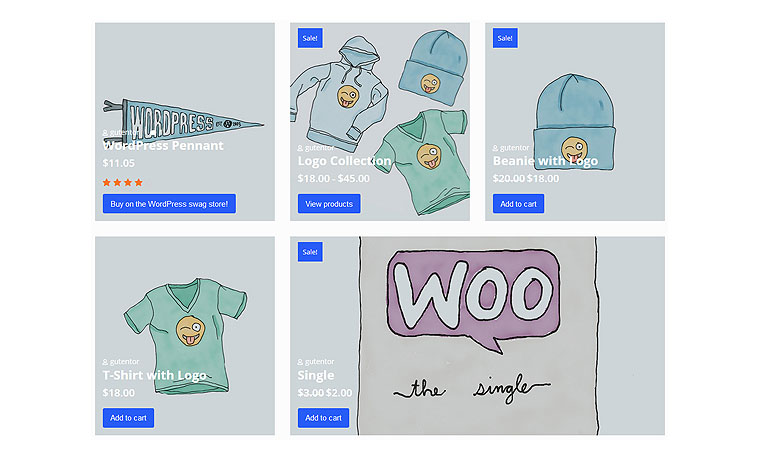 WORDPRESS EST. 2003
gutentor
WordPress Pennant
$11.05
Buy on the WordPress swag store!
Sale!
gutentor
Logo Collection
$18.00 - $45.00
View products
Sale!
gutentor
Beanie with Logo
$20.00 $18.00
Add to cart
gutentor
T-Shirt with Logo
$18.00
Add to cart
Sale!
WOO
the single
gutentor
Single
$3.00 $2.00
Add to cart